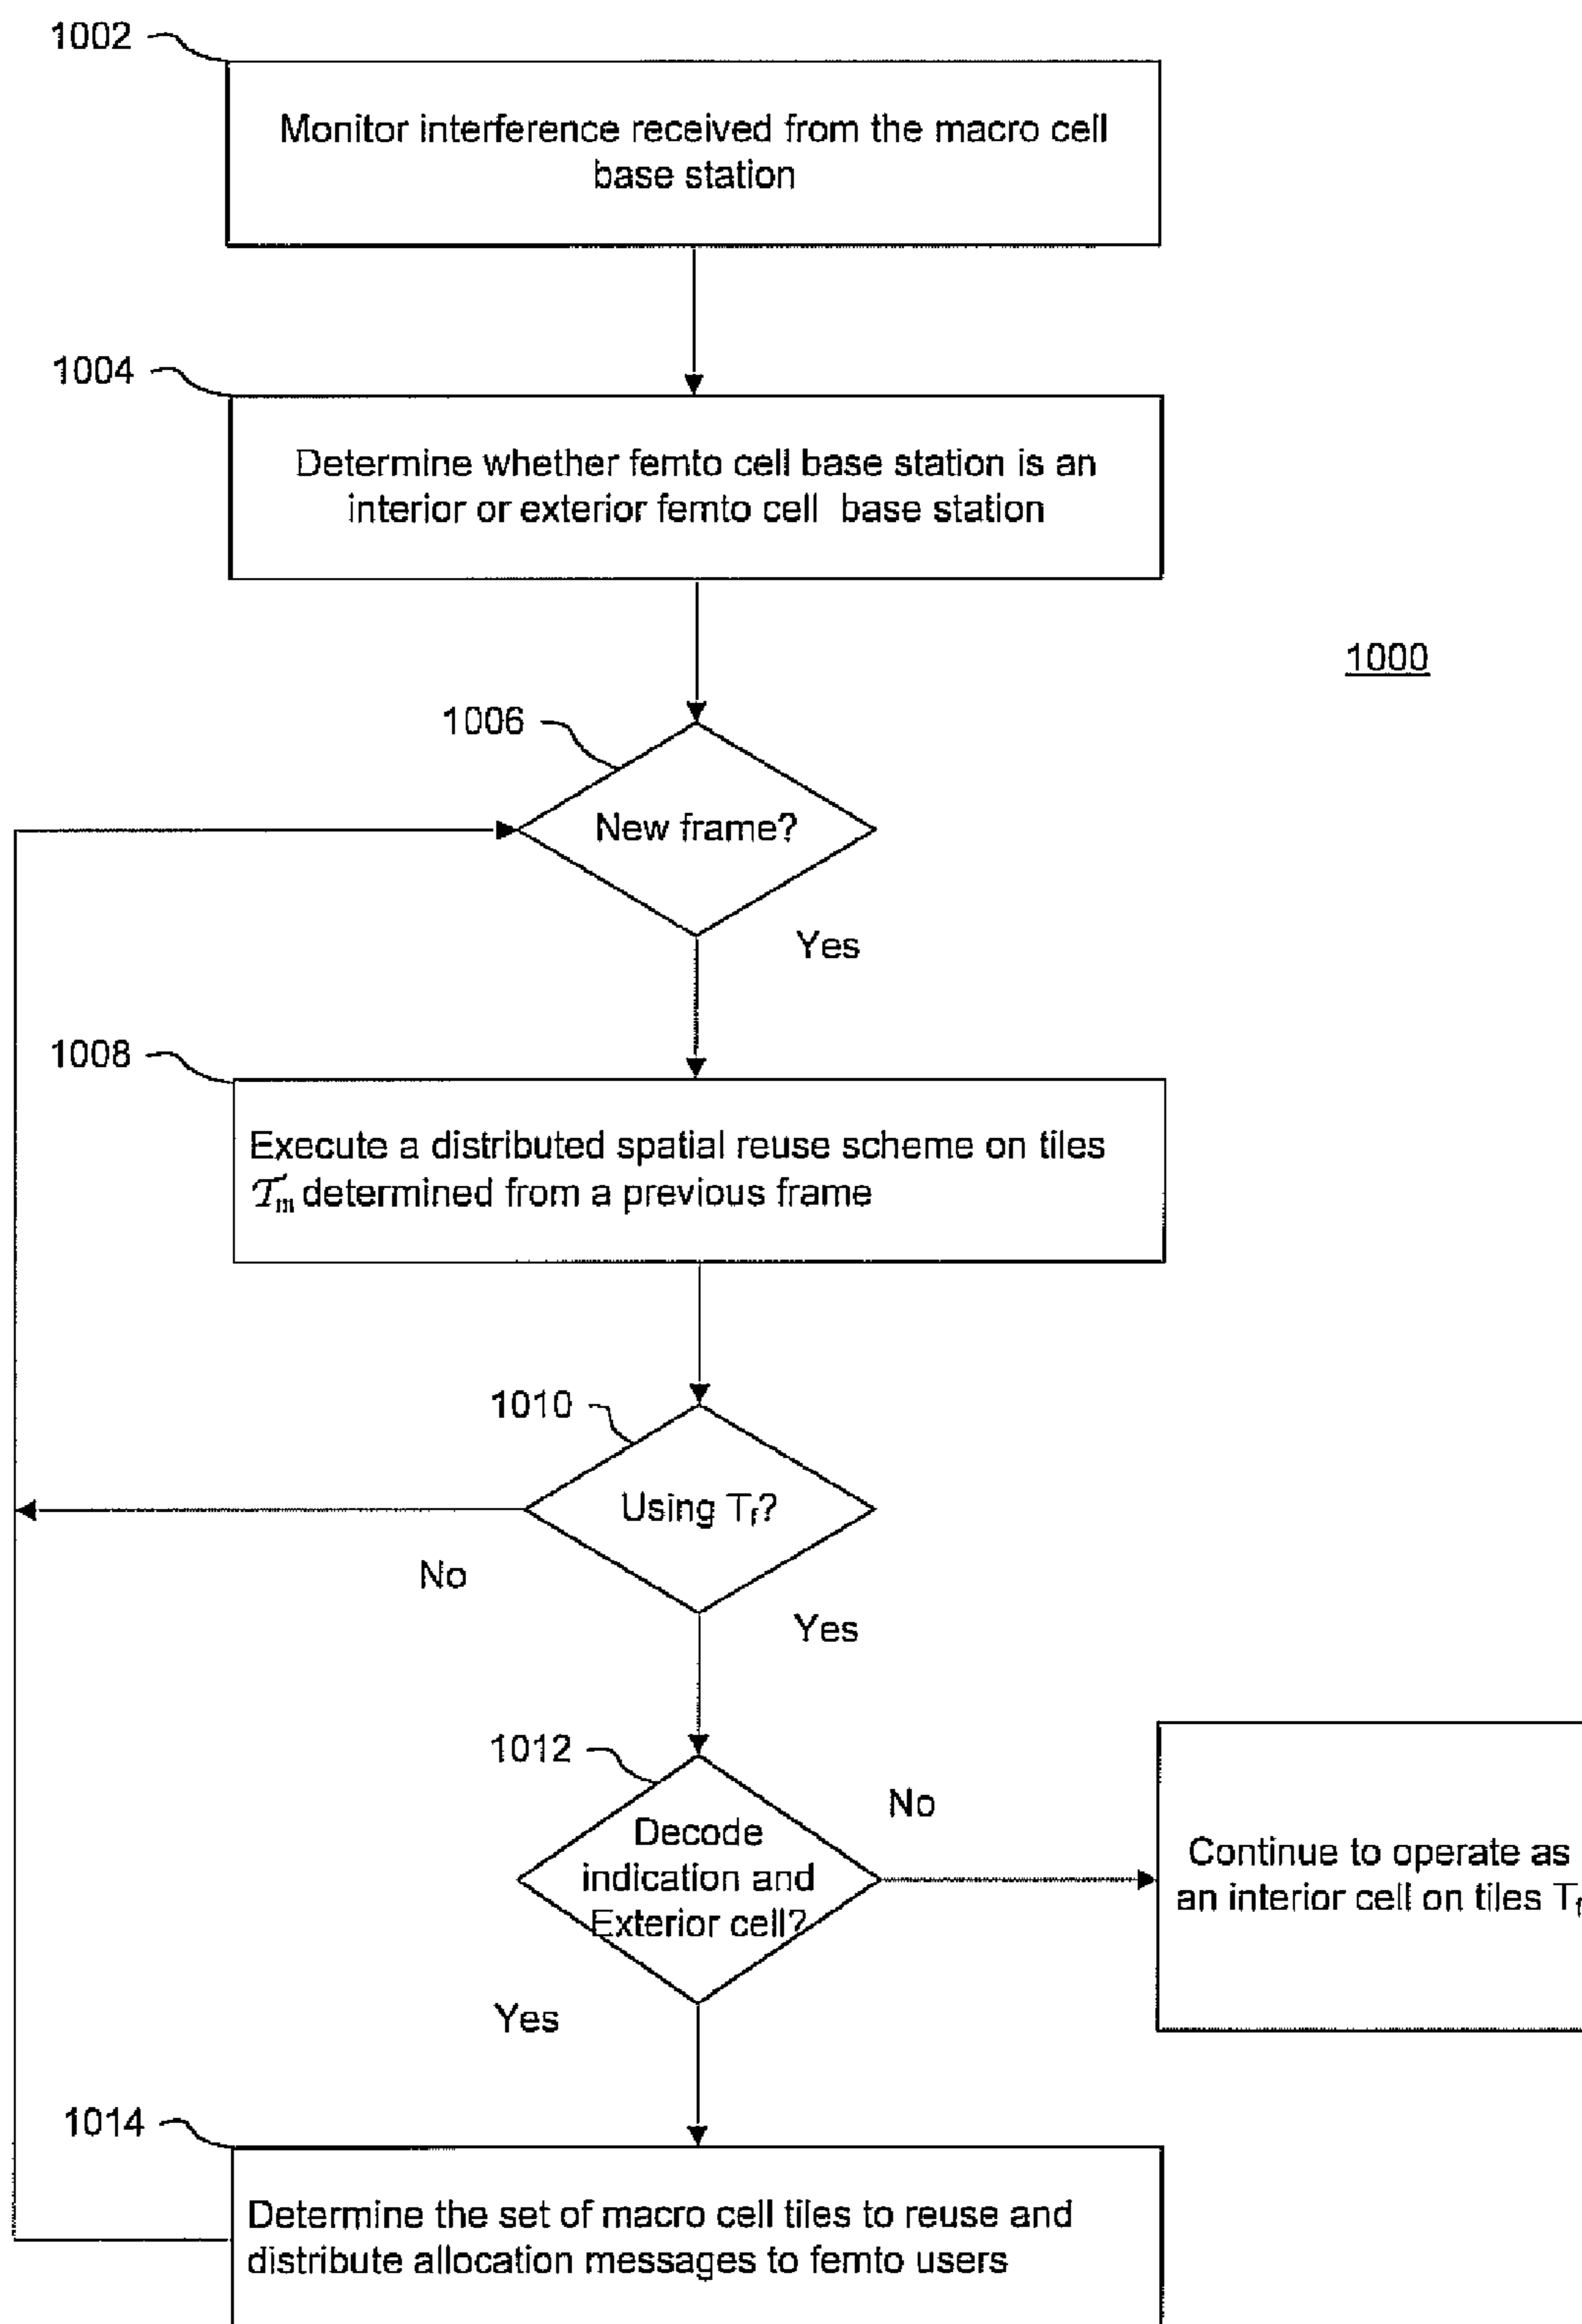 1002
Monitor interference received from the macro cell
base station
1004
Determine whether femto cell base station is an
interior or exterior femto cell base station
1000
1006
New frame?
Yes
1008
Execute a distributed spatial reuse scheme on tiles
𝒯m determined from a previous frame
1010
Using Tf?
No
Yes
1012
Decode
indication and
Exterior cell?
No
Continue to operate as
an interior cell on tiles Tf
Yes
1014
Determine the set of macro cell tiles to reuse and
distribute allocation messages to femto users